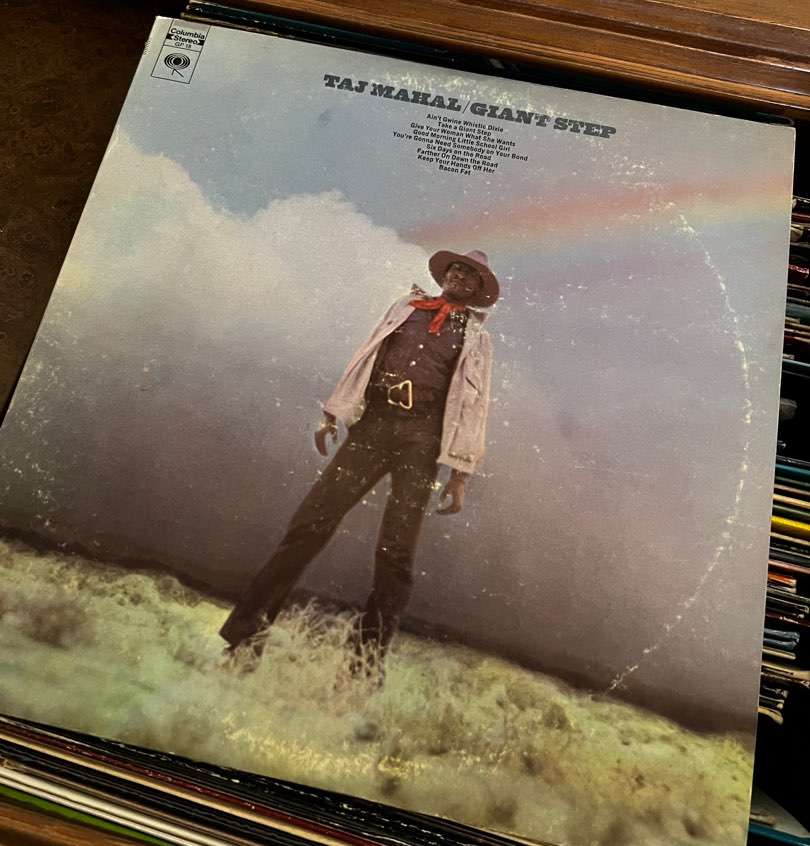 Columbia
Stereo
GP 18
TAJ MAHAL/GIANT STEP
Ain't Gwine Whistle Dixie
Take a Giant Step
Give Your Woman What She Wants
Good Morning Little School Girl
You're Gonna Need Somebody on Your Bond
Six Days on the Road
Farther On Down the Road
Keep Your Hands Off Her
Bacon Fat